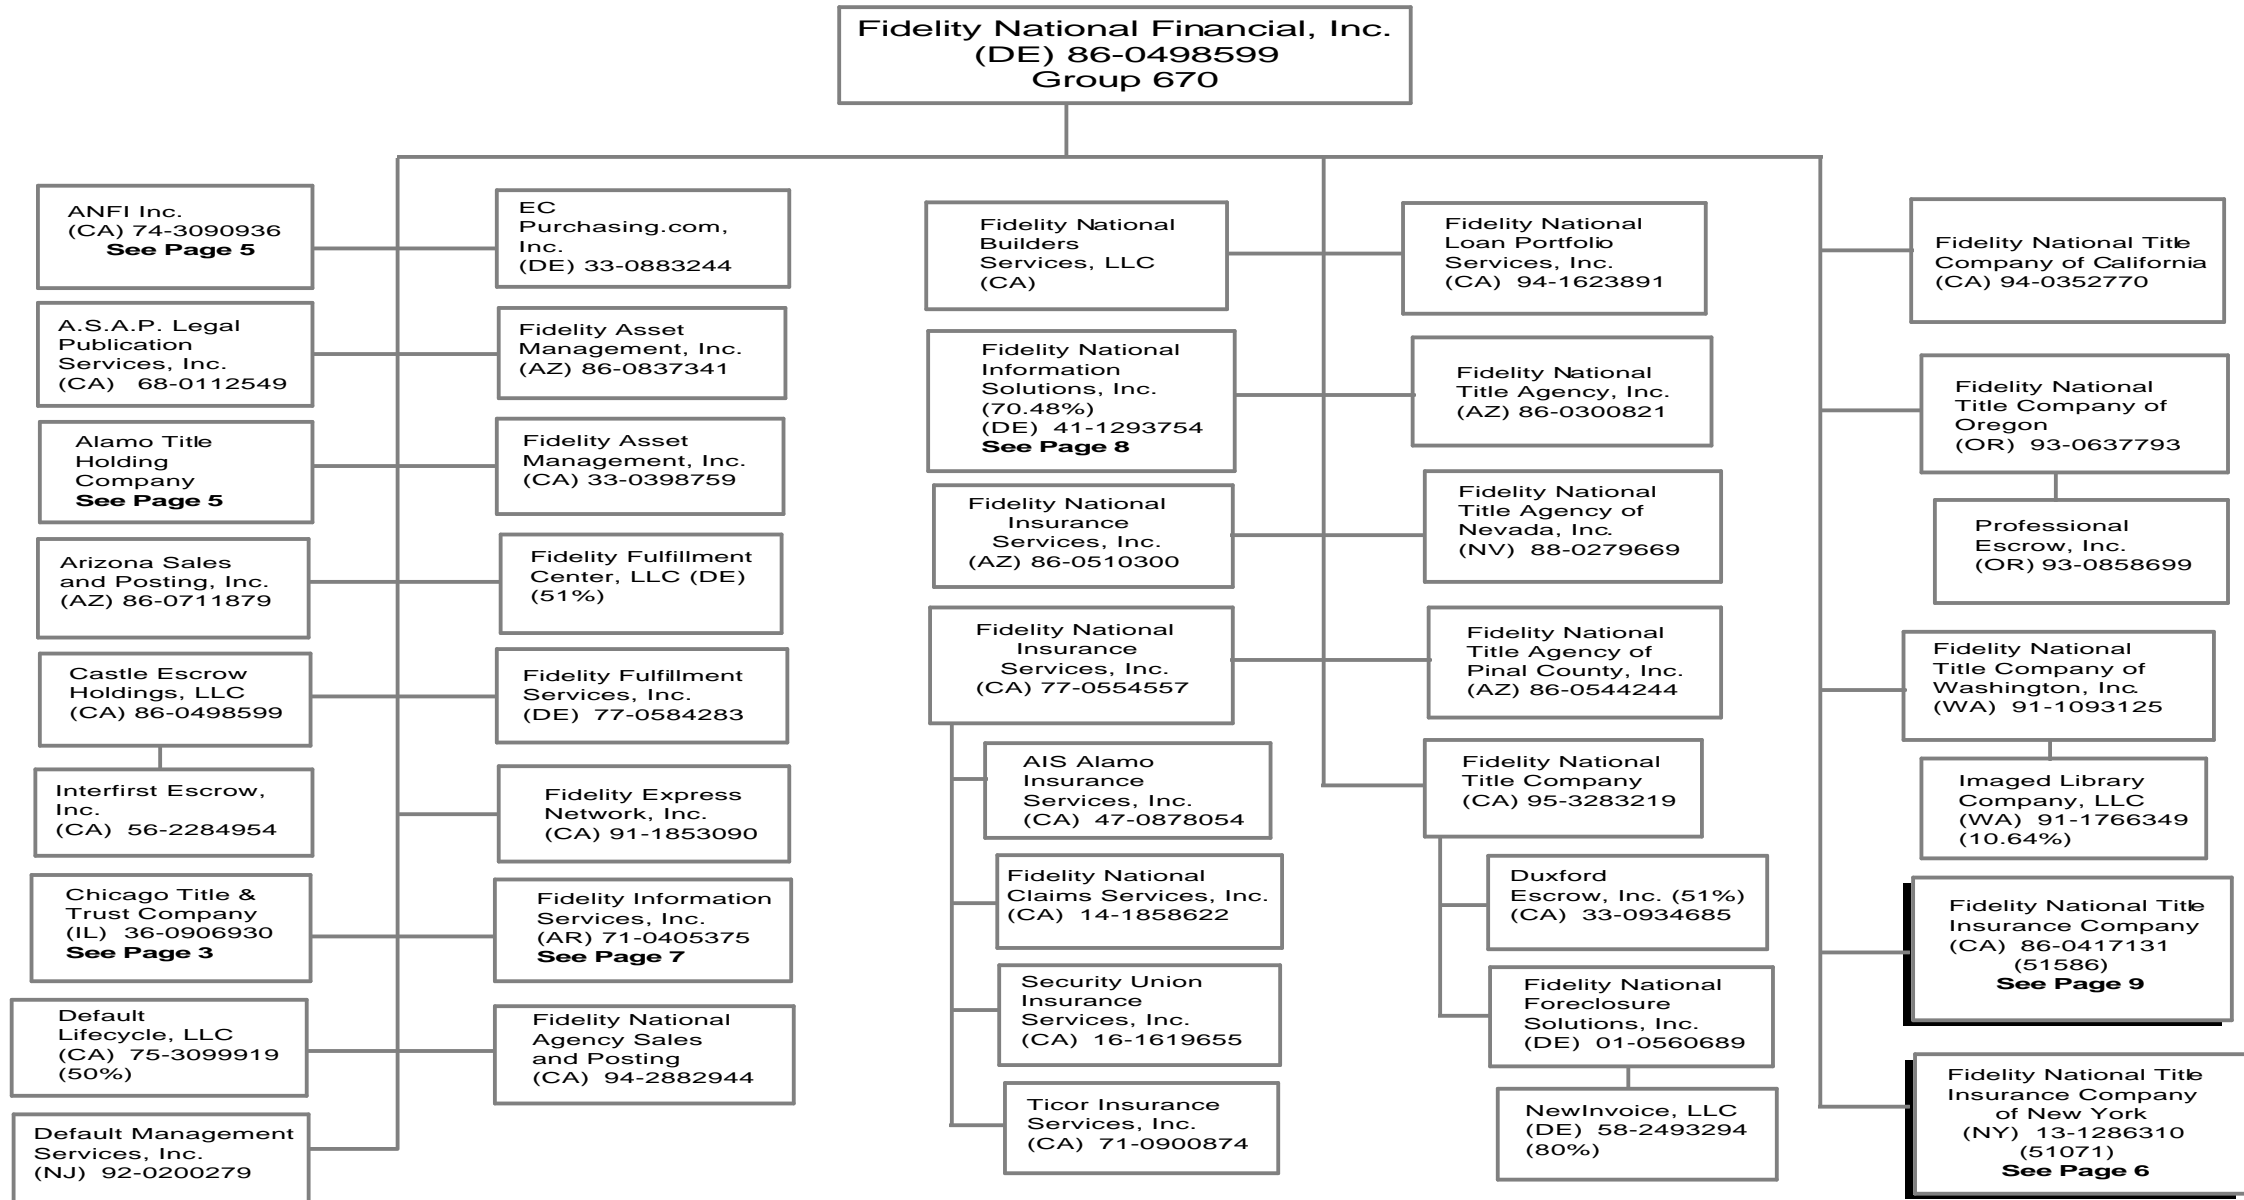 Fidelity National Financial, Inc.
(DE) 86-0498599
Group 670
ANFI Inc.
(CA) 74-3090936
See Page 5
A.S.A.P. Legal
Publication
Services, Inc.
(CA) 68-0112549
Alamo Title
Holding
Company
See Page 5
Arizona Sales
and Posting, Inc.
(AZ) 86-0711879
Castle Escrow
Holdings, LLC
(CA) 86-0498599
Interfirst Escrow,
Inc.
(CA) 56-2284954
Chicago Title &
Trust Company
(IL) 36-0906930
See Page 3
Default
Lifecycle, LLC
(CA) 75-3099919
(50%)
Default Management
Services, Inc.
(NJ) 92-0200279
EC
Purchasing.com,
Inc.
(DE) 33-0883244
Fidelity Asset
Management, Inc.
(AZ) 86-0837341
Fidelity Asset
Management, Inc.
(CA) 33-0398759
Fidelity Fulfillment
Center, LLC (DE)
(51%)
Fidelity Fulfillment
Services, Inc.
(DE) 77-0584283
Fidelity Express
Network, Inc.
(CA) 91-1853090
Fidelity Information
Services, Inc.
(AR) 71-0405375
See Page 7
Fidelity National
Agency Sales
and Posting
(CA) 94-2882944
Fidelity National
Builders
Services, LLC
(CA)
Fidelity National
Information
Solutions, Inc.
(70.48%)
(DE) 41-1293754
See Page 8
Fidelity National
Insurance
Services, Inc.
(AZ) 86-0510300
Fidelity National
Insurance
Services, Inc.
(CA) 77-0554557
AIS Alamo
Insurance
Services, Inc.
(CA) 47-0878054
Fidelity National
Claims Services, Inc.
(CA) 14-1858622
Security Union
Insurance
Services, Inc.
(CA) 16-1619655
Ticor Insurance
Services, Inc.
(CA) 71-0900874
Fidelity National
Loan Portfolio
Services, Inc.
(CA) 94-1623891
Fidelity National
Title Agency, Inc.
(AZ) 86-0300821
Fidelity National
Title Agency of
Nevada, Inc.
(NV) 88-0279669
Fidelity National
Title Agency of
Pinal County, Inc.
(AZ) 86-0544244
Fidelity National
Title Company
(CA) 95-3283219
Duxford
Escrow, Inc. (51%)
(CA) 33-0934685
Fidelity National
Foreclosure
Solutions, Inc.
(DE) 01-0560689
NewInvoice, LLC
(DE) 58-2493294
(80%)
Fidelity National Title
Company of California
(CA) 94-0352770
Fidelity National
Title Company of
Oregon
(OR) 93-0637793
Professional
Escrow, Inc.
(OR) 93-0858699
Fidelity National
Title Company of
Washington, Inc.
(WA) 91-1093125
Imaged Library
Company, LLC
(WA) 91-1766349
(10.64%)
Fidelity National Title
Insurance Company
(CA) 86-0417131
(51586)
See Page 9
Fidelity National Title
Insurance Company
of New York
(NY) 13-1286310
(51071)
See Page 6